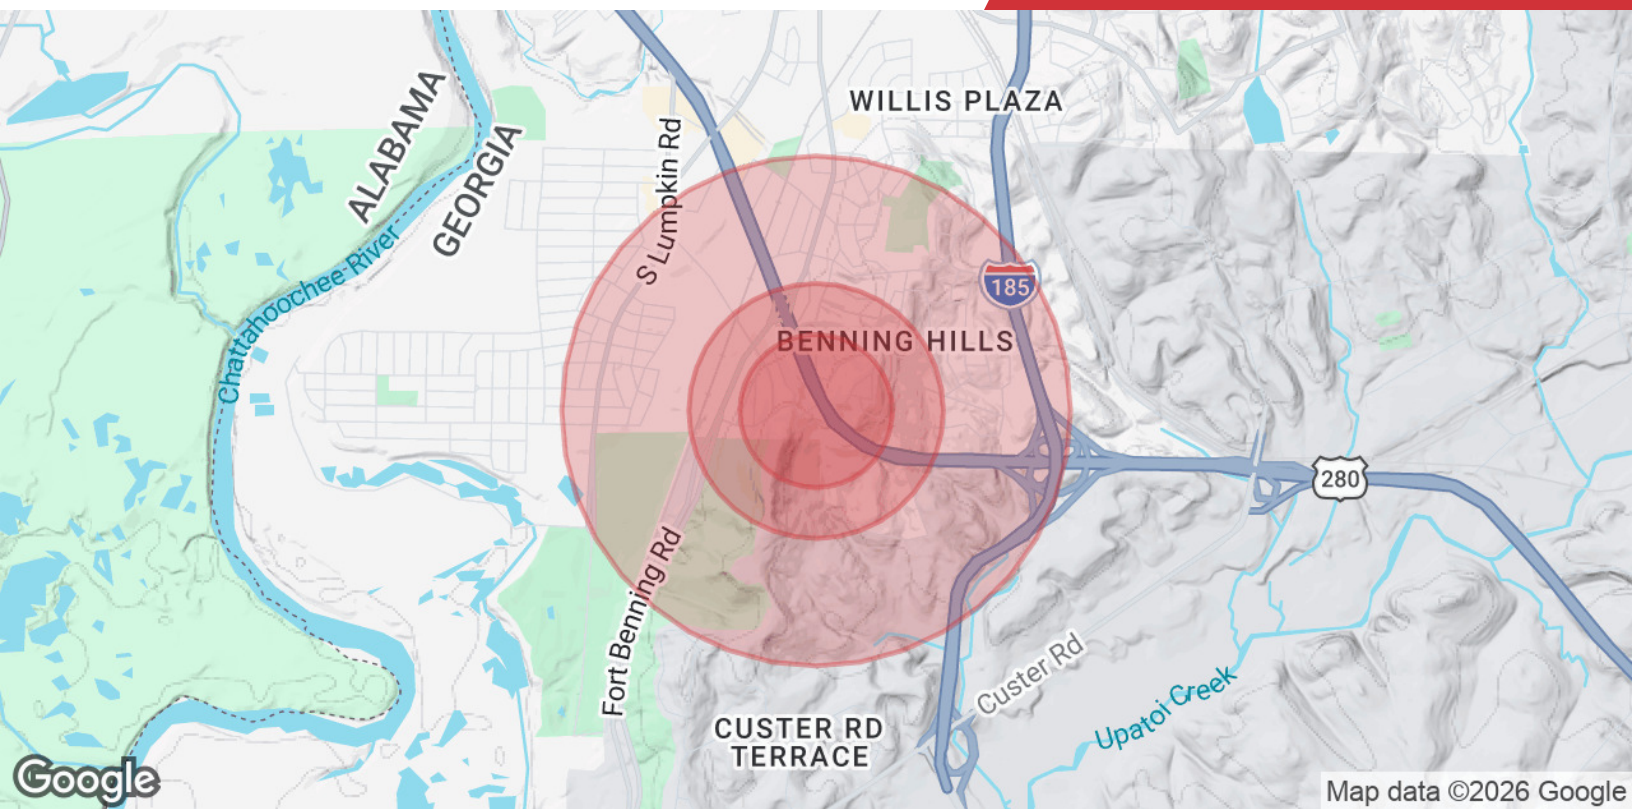 WILLIS PLAZA
ALABAMA
GEORGIA
S Lumpkin Rd
Chattahoochee River
185
BENNING HILLS
280
Fort Benning Rd
Custer Rd
Upatoi Creek
CUSTER RD
TERRACE
Google
Map data ©2026 Google